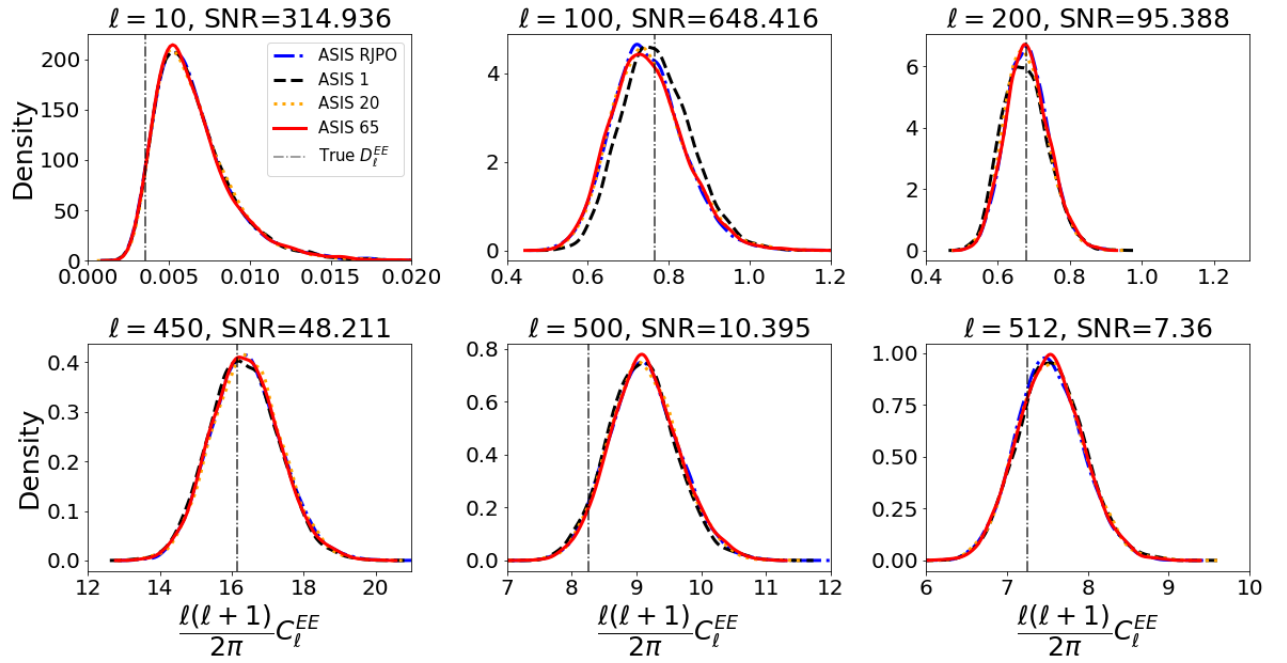 ℓ = 10, SNR=314.936
Density
200
150
100
50
0
0.000 0.005 0.010 0.015 0.020
ASIS RJPO
ASIS 1
ASIS 20
ASIS 65
True D_ℓ^{EE}
ℓ = 100, SNR=648.416
4
2
0
0.4 0.6 0.8 1.0 1.2
ℓ = 200, SNR=95.388
6
4
2
0
0.4 0.6 0.8 1.0 1.2
ℓ = 450, SNR=48.211
Density
0.4
0.3
0.2
0.1
0.0
12 14 16 18 20
ℓ(ℓ + 1)/2π C_ℓ^{EE}
ℓ = 500, SNR=10.395
0.8
0.6
0.4
0.2
0.0
7 8 9 10 11 12
ℓ(ℓ + 1)/2π C_ℓ^{EE}
ℓ = 512, SNR=7.36
1.00
0.75
0.50
0.25
0.00
6 7 8 9 10
ℓ(ℓ + 1)/2π C_ℓ^{EE}